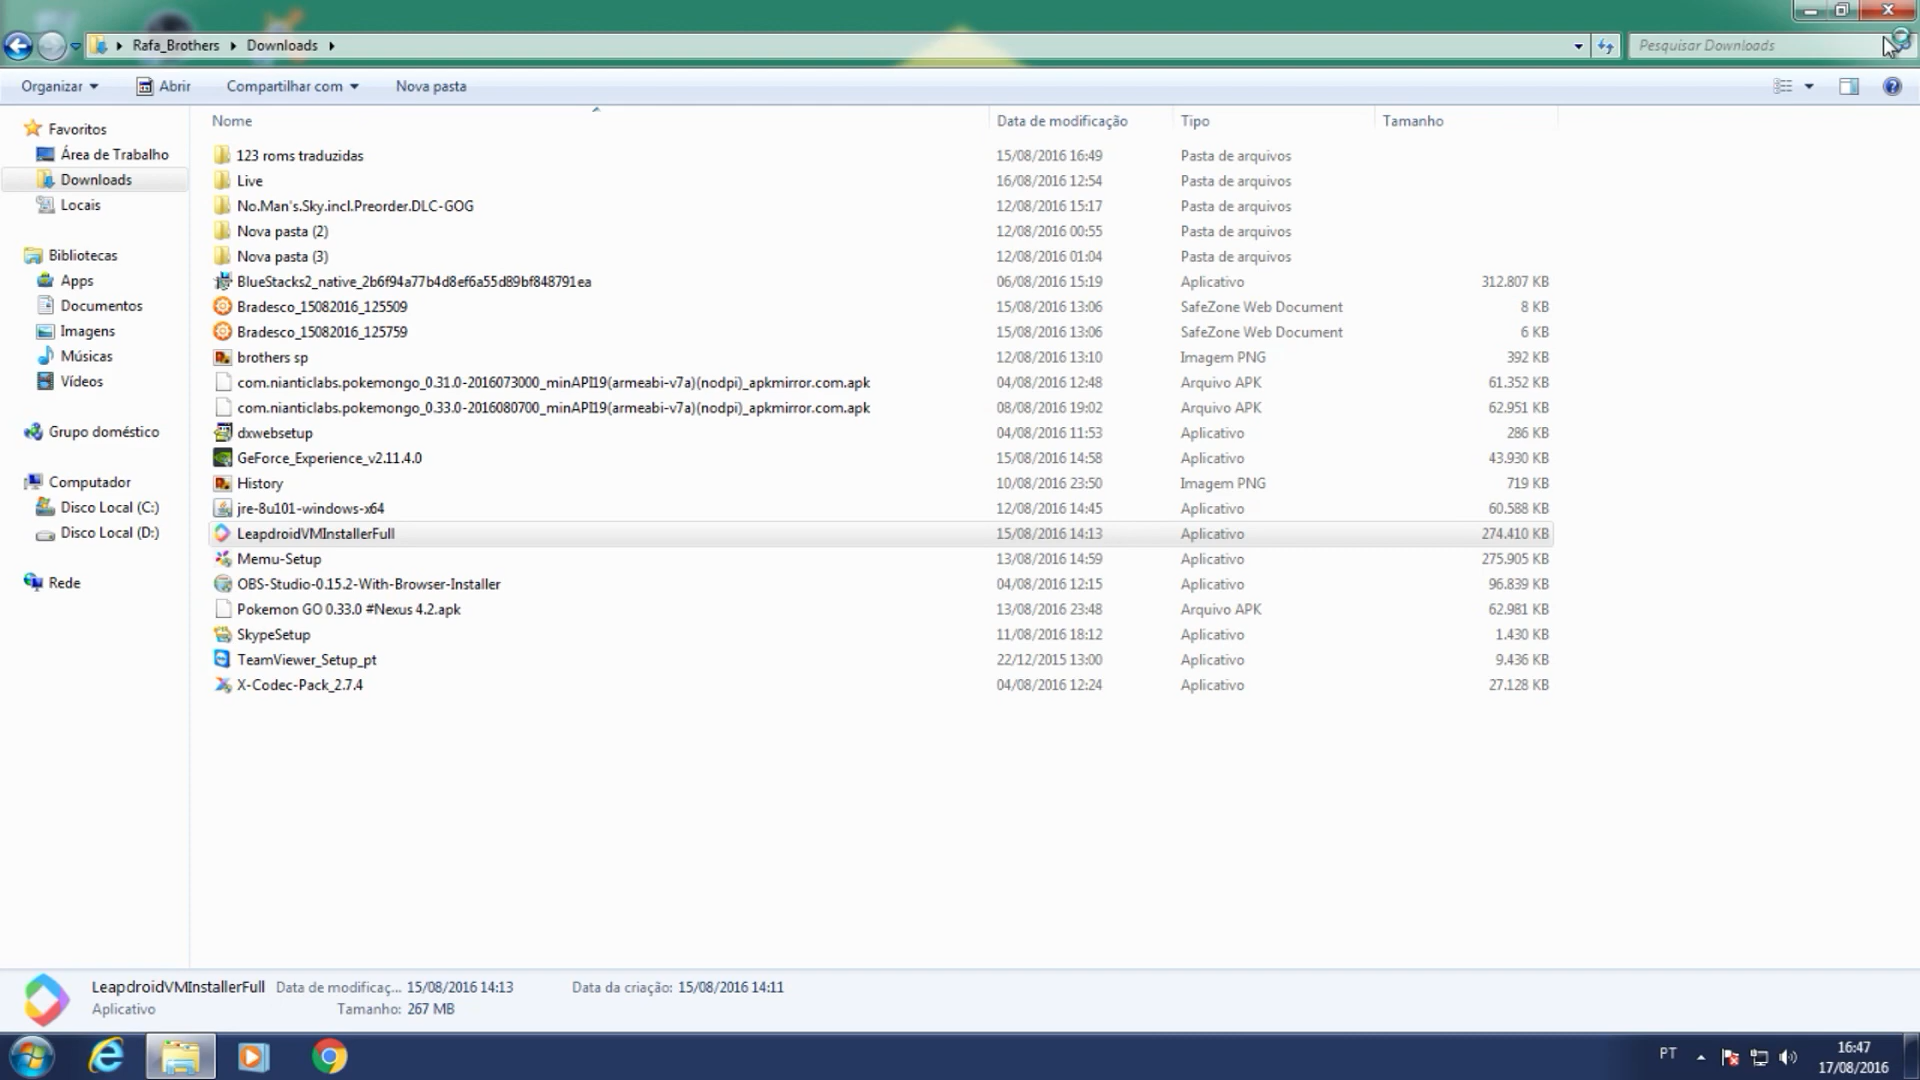 Rafa_Brothers Downloads
Pesquisar Downloads
Organizar Abrir Compartilhar com Nova pasta
Nome Data de modificação Tipo Tamanho
Favoritos
Área de Trabalho
Downloads
Locais
Bibliotecas
Apps
Documentos
Imagens
Músicas
Vídeos
Grupo doméstico
Computador
Disco Local (C:)
Disco Local (D:)
Rede
123 roms traduzidas 15/08/2016 16:49 Pasta de arquivos
Live 16/08/2016 12:54 Pasta de arquivos
No.Man's.Sky.incl.Preorder.DLC-GOG 12/08/2016 15:17 Pasta de arquivos
Nova pasta (2) 12/08/2016 00:55 Pasta de arquivos
Nova pasta (3) 12/08/2016 01:04 Pasta de arquivos
BlueStacks2_native_2b6f94a77b4d8ef6a55d89bf848791ea 06/08/2016 15:19 Aplicativo 312.807 KB
Bradesco_15082016_125509 15/08/2016 13:06 SafeZone Web Document 8 KB
Bradesco_15082016_125759 15/08/2016 13:06 SafeZone Web Document 6 KB
brothers sp 12/08/2016 13:10 Imagem PNG 392 KB
com.nianticlabs.pokemongo_0.31.0-2016073000_minAPI19(armeabi-v7a)(nodpi)_apkmirror.com.apk 04/08/2016 12:48 Arquivo APK 61.352 KB
com.nianticlabs.pokemongo_0.33.0-2016080700_minAPI19(armeabi-v7a)(nodpi)_apkmirror.com.apk 08/08/2016 19:02 Arquivo APK 62.951 KB
dxwebsetup 04/08/2016 11:53 Aplicativo 286 KB
GeForce_Experience_v2.11.4.0 15/08/2016 14:58 Aplicativo 43.930 KB
History 10/08/2016 23:50 Imagem PNG 719 KB
jre-8u101-windows-x64 12/08/2016 14:45 Aplicativo 60.588 KB
LeapdroidVMInstallerFull 15/08/2016 14:13 Aplicativo 274.410 KB
Memu-Setup 13/08/2016 14:59 Aplicativo 275.905 KB
OBS-Studio-0.15.2-With-Browser-Installer 04/08/2016 12:15 Aplicativo 96.839 KB
Pokemon GO 0.33.0 #Nexus 4.2.apk 13/08/2016 23:48 Arquivo APK 62.981 KB
SkypeSetup 11/08/2016 18:12 Aplicativo 1.430 KB
TeamViewer_Setup_pt 22/12/2015 13:00 Aplicativo 9.436 KB
X-Codec-Pack_2.7.4 04/08/2016 12:24 Aplicativo 27.128 KB
LeapdroidVMInstallerFull Data de modificaç... 15/08/2016 14:13 Data da criação: 15/08/2016 14:11
Aplicativo Tamanho: 267 MB
PT
16:47
17/08/2016